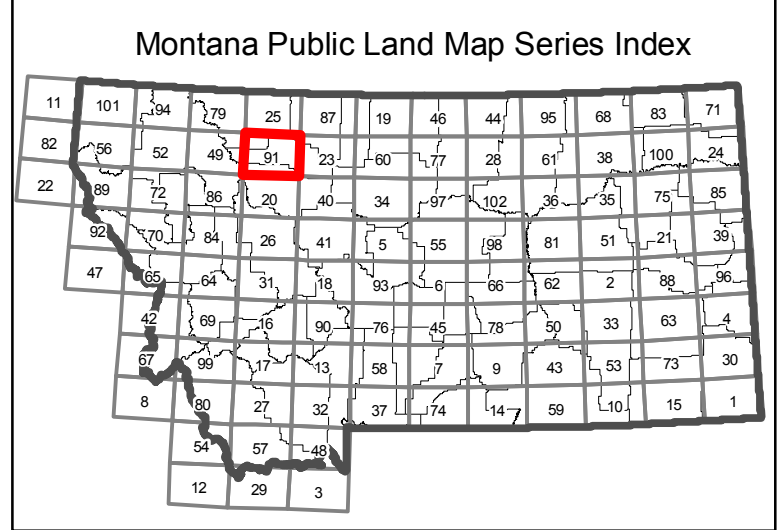 Montana Public Land Map Series Index
11 101 94 79 25 87 19 46 44 95 68 83 71
82 56 52 49 91 23 60 77 28 61 38 100 24
22 89 72 86 20 40 34 97 102 36 35 75 85
92 70 84 26 41 5 55 98 81 51 21 39
47 65 64 31 18 93 6 66 62 2 88 96
42 69 16 90 76 45 78 50 33 63 4
67 99 17 13 58 7 9 43 53 73 30
8 80 27 32 37 74 14 59 10 15 1
54 57 48
12 29 3